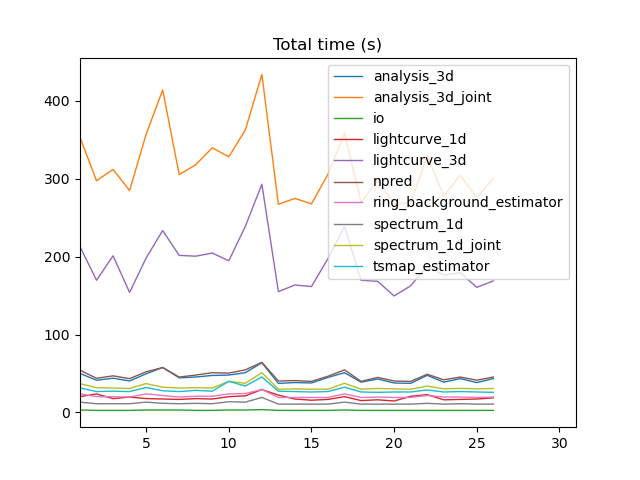 Total time (s)
400
300
200
100
0
5
10
15
20
25
30
analysis_3d
analysis_3d_joint
io
lightcurve_1d
lightcurve_3d
npred
ring_background_estimator
spectrum_1d
spectrum_1d_joint
tsmap_estimator